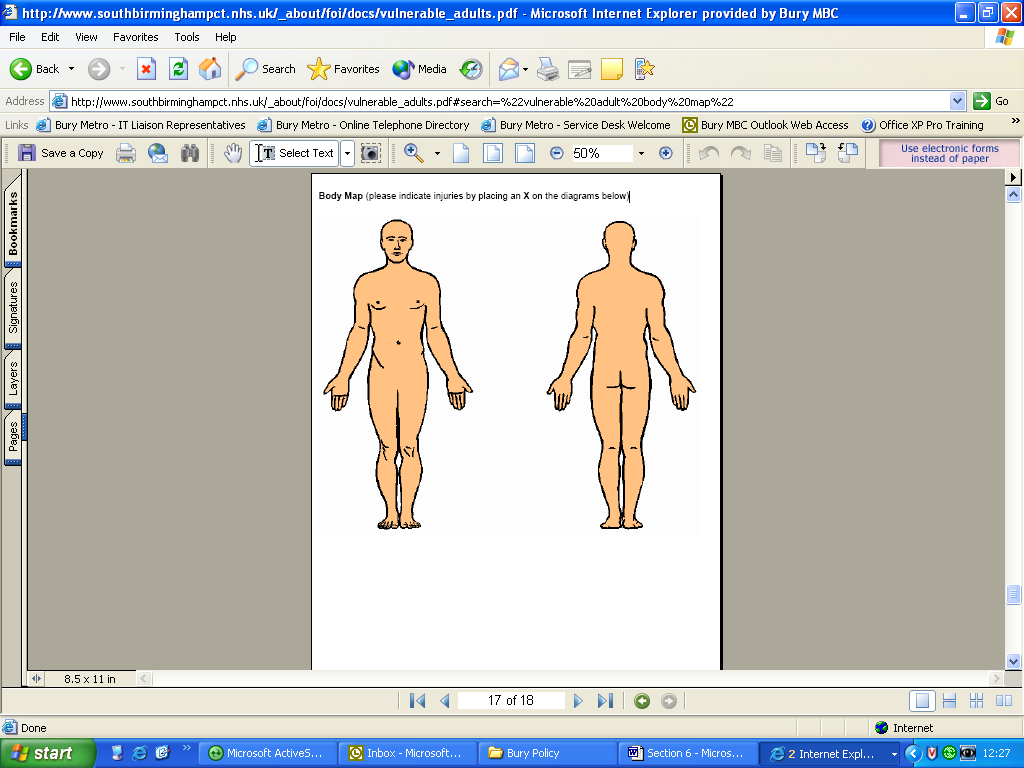 http://www.southbirminghampct.nhs.uk/_about/foi/docs/vulnerable_adults.pdf - Microsoft Internet Explorer provided by Bury MBC
File Edit View Favorites Tools Help
Back Search Favorites Media
Address http://www.southbirminghampct.nhs.uk/_about/foi/docs/vulnerable_adults.pdf#search=%22vulnerable%20adult%20body%20map%22 Go
Links Bury Metro - IT Liaison Representatives Bury Metro - Online Telephone Directory Bury Metro - Service Desk Welcome Bury MBC Outlook Web Access Office XP Pro Training »
Save a Copy Select Text 50% Use electronic forms
instead of paper
Bookmarks
Signatures
Layers
Pages
Body Map (please indicate injuries by placing an X on the diagrams below)
8.5 x 11 in
17 of 18
Done Internet
start » Microsoft ActiveS... Inbox - Microsoft... Bury Policy Section 6 - Micros... 2 Internet Expl... 12:27